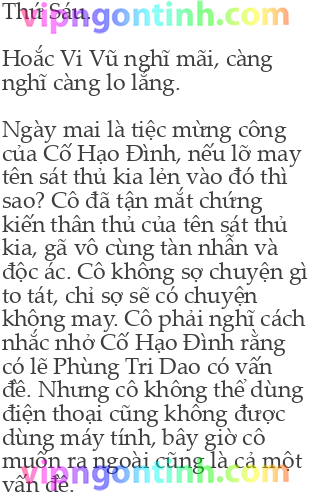 Thứ Sáu.
vipngontinh.com
Hoắc Vi Vũ nghĩ mãi, càng
nghĩ càng lo lắng.
Ngày mai là tiệc mừng công
của Cố Hạo Đình, nếu lỡ may
tên sát thủ kia lẻn vào đó thì
sao? Cô đã tận mắt chứng
kiến thân thủ của tên sát thủ
kia, gã vô cùng tàn nhẫn và
độc ác. Cô không sợ chuyện gì
to tát, chỉ sợ sẽ có chuyện
không may. Cô phải nghĩ cách
nhắc nhở Cố Hạo Đình rằng
có lẽ Phùng Tri Dao có vấn
đề. Nhưng cô không thể dùng
điện thoại cũng không được
dùng máy tính, bây giờ cô
muốn ra ngoài cũng là cả một
vấn đề.
vipngontinh.com